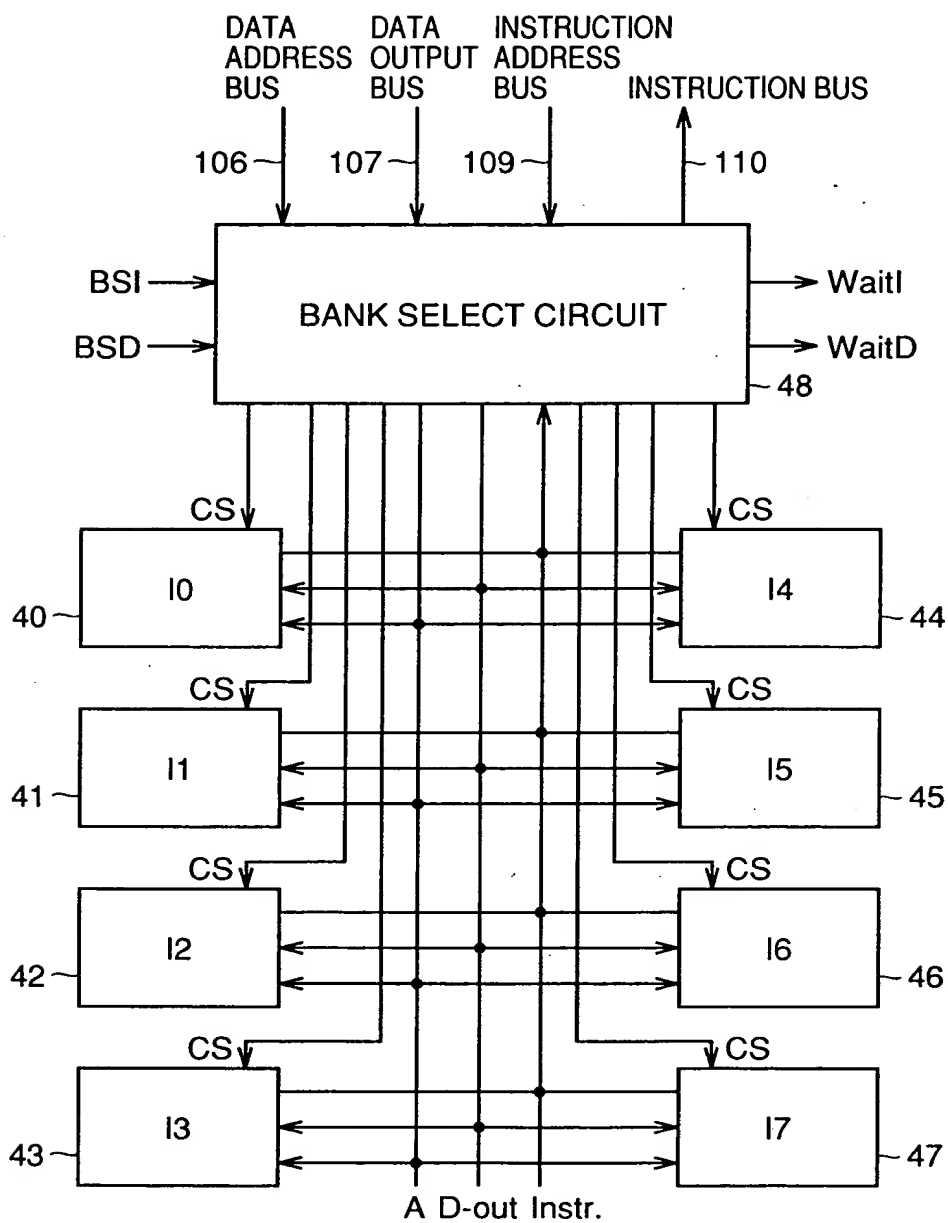 DATA
ADDRESS
BUS
DATA
OUTPUT
BUS
INSTRUCTION
ADDRESS
BUS
INSTRUCTION BUS
106
107
109
110
BSI
BSD
BANK SELECT CIRCUIT
WaitI
WaitD
48
CS
CS
I0
I4
40
44
CS
CS
I1
I5
41
45
CS
CS
I2
I6
42
46
CS
CS
I3
I7
43
47
A D-out Instr.